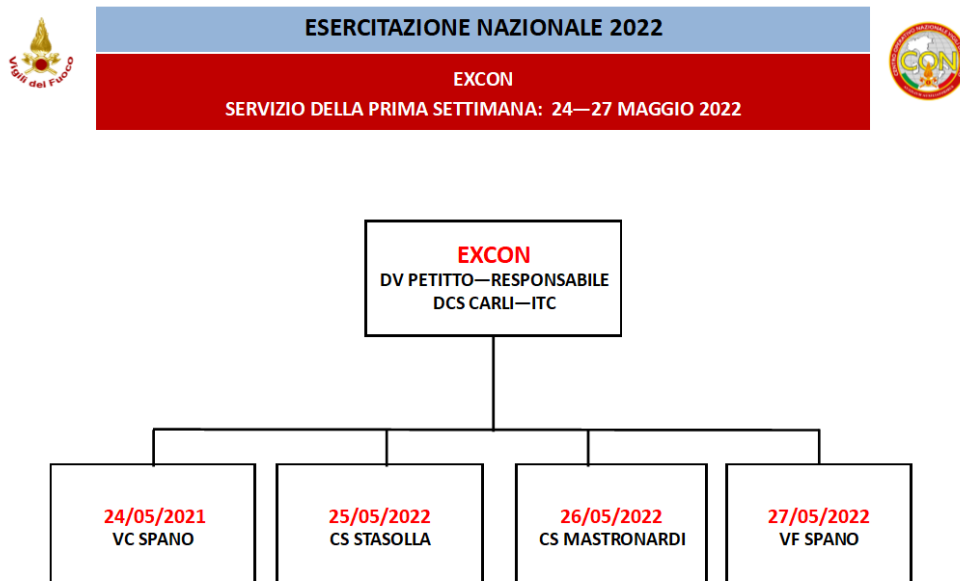 ESERCITAZIONE NAZIONALE 2022
Vigili del Fuoco
CON
EXCON
SERVIZIO DELLA PRIMA SETTIMANA: 24—27 MAGGIO 2022
EXCON
DV PETITTO—RESPONSABILE
DCS CARLI—ITC
24/05/2021
VC SPANO
25/05/2022
CS STASOLLA
26/05/2022
CS MASTRONARDI
27/05/2022
VF SPANO